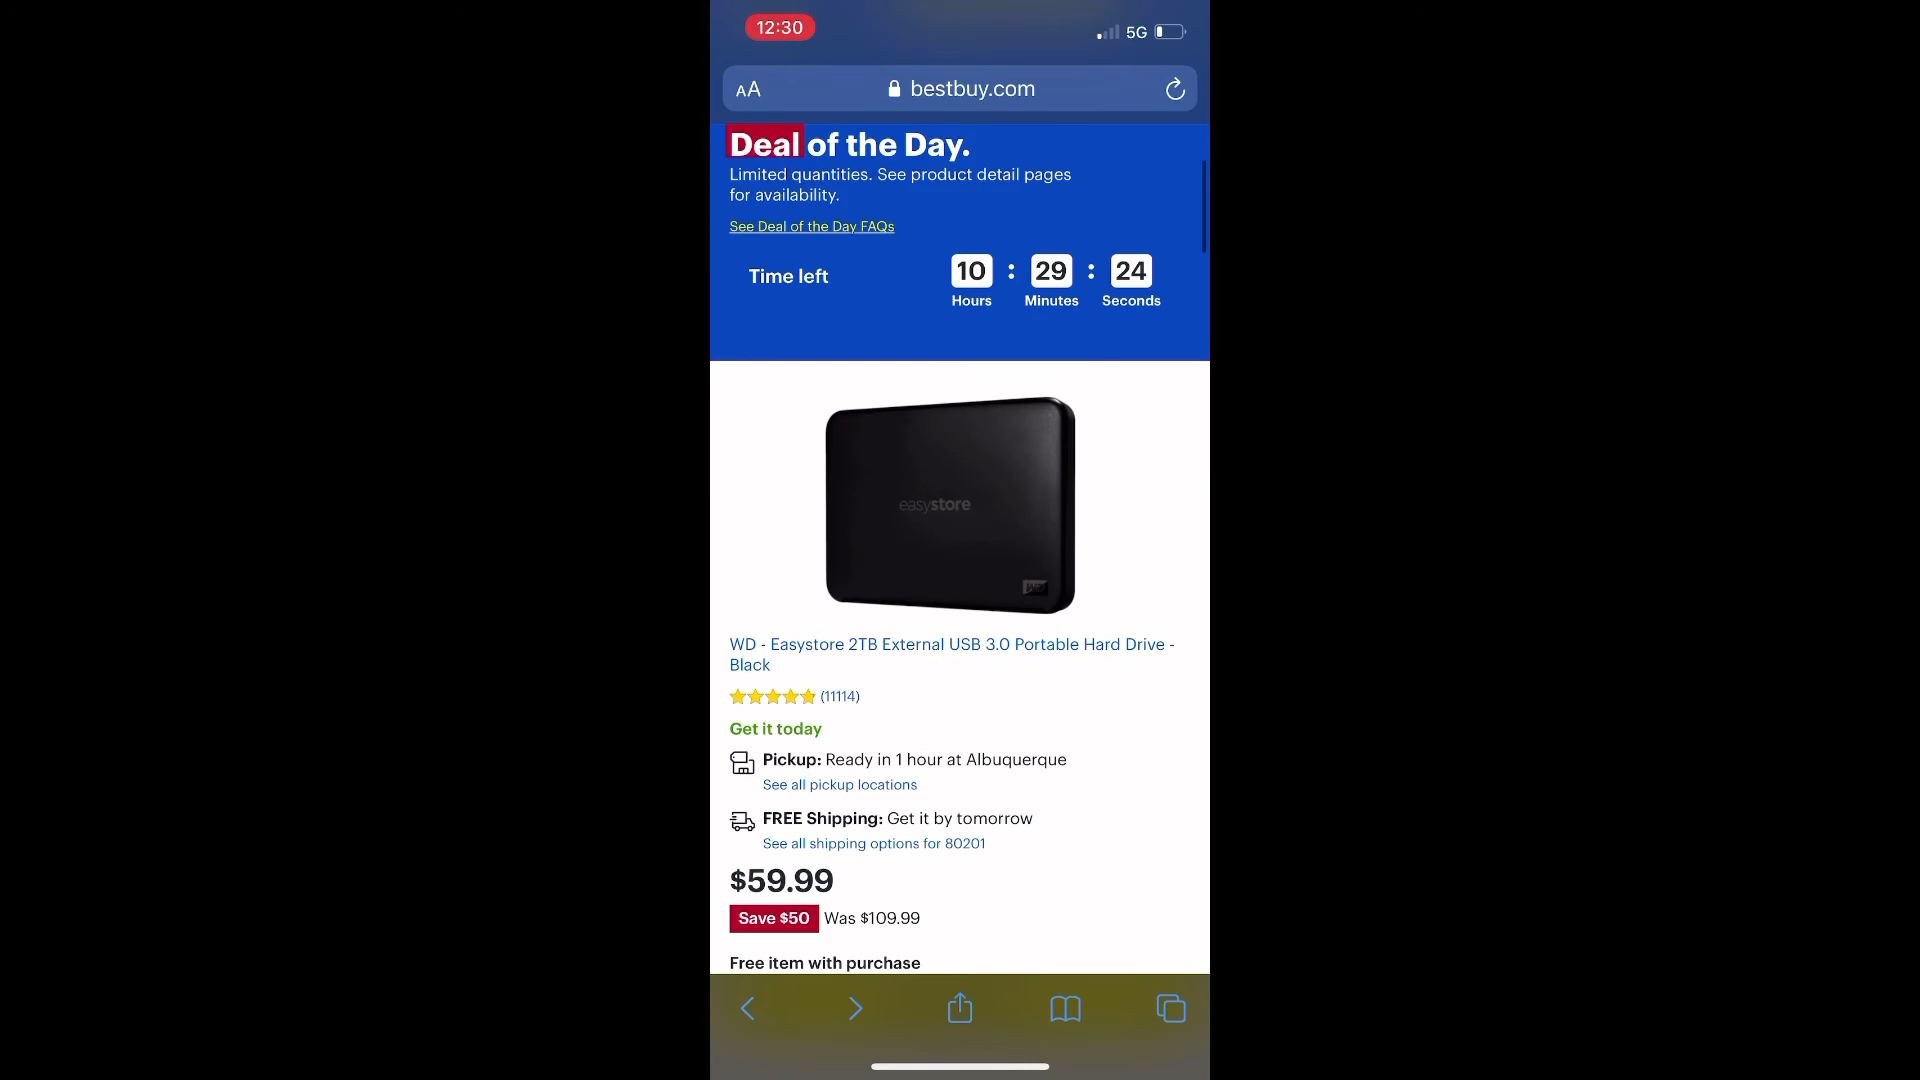 12:30
5G
AA
bestbuy.com
Deal of the Day.
Limited quantities. See product detail pages
for availability.
See Deal of the Day FAQs
Time left
10 : 29 : 24
Hours Minutes Seconds
easystore
WD
WD - Easystore 2TB External USB 3.0 Portable Hard Drive -
Black
(11114)
Get it today
Pickup: Ready in 1 hour at Albuquerque
See all pickup locations
FREE Shipping: Get it by tomorrow
See all shipping options for 80201
$59.99
Save $50 Was $109.99
Free item with purchase